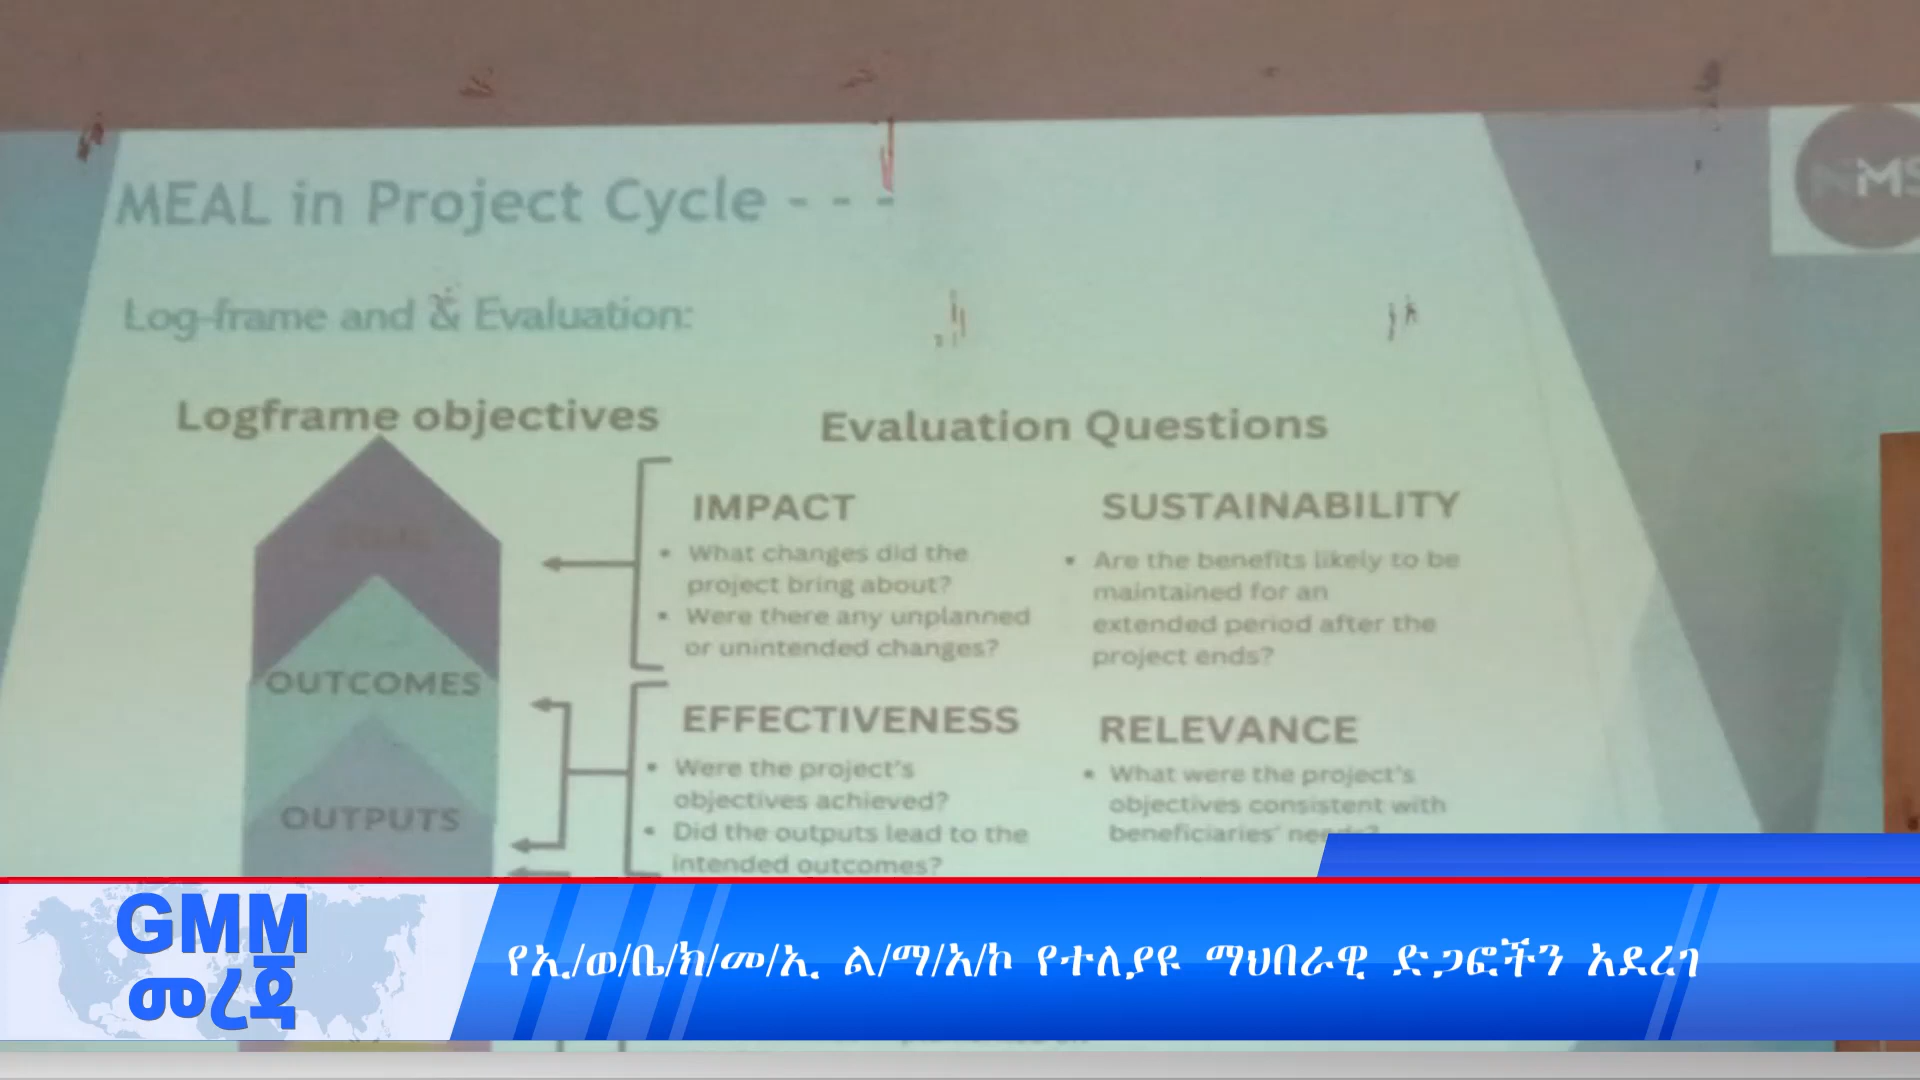 NMS
MEAL in Project Cycle - - -
Log-frame and & Evaluation:
Logframe objectives
Evaluation Questions
IMPACT
• What changes did the
project bring about?
• Were there any unplanned
or unintended changes?
SUSTAINABILITY
• Are the benefits likely to be
maintained for an
extended period after the
project ends?
OUTCOMES
OUTPUTS
EFFECTIVENESS
• Were the project's
objectives achieved?
• Did the outputs lead to the
intended outcomes?
RELEVANCE
• What were the project's
objectives consistent with
beneficiaries'
GMM
መረጃ
የኢ/ወ/ቤ/ክ/መ/ኢ ል/ማ/አ/ኮ የተለያዩ ማህበራዊ ድጋፎችን አደረገ